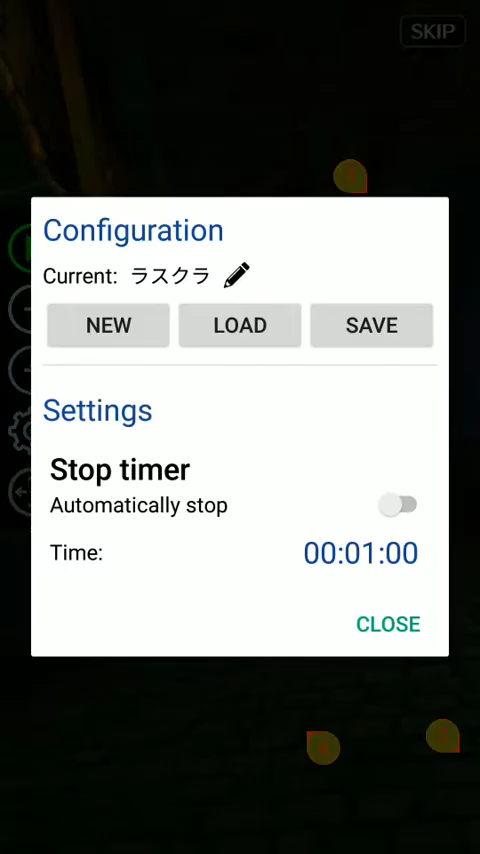 SKIP
Configuration
Current: ラスクラ
NEW LOAD SAVE
Settings
Stop timer
Automatically stop
Time: 00:01:00
CLOSE